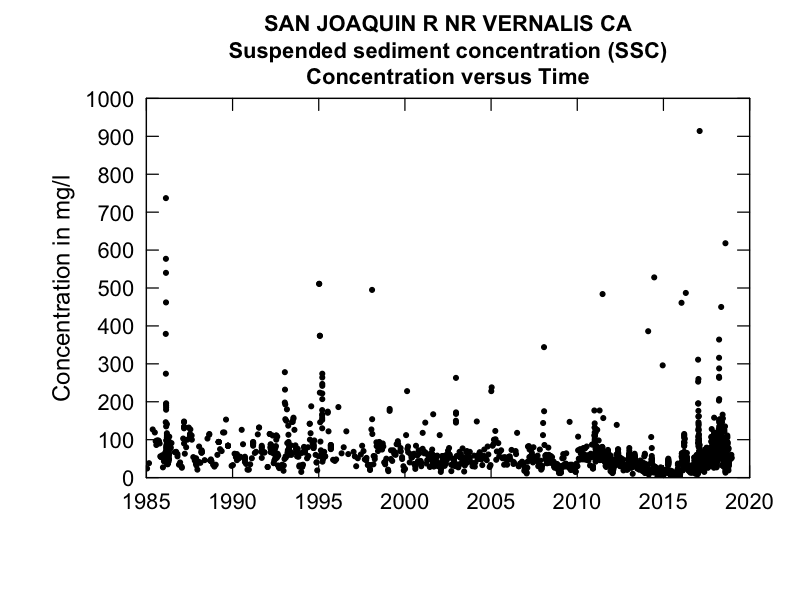 SAN JOAQUIN R NR VERNALIS CA
Suspended sediment concentration (SSC)
Concentration versus Time
Concentration in mg/l
1000
900
800
700
600
500
400
300
200
100
0
1985 1990 1995 2000 2005 2010 2015 2020